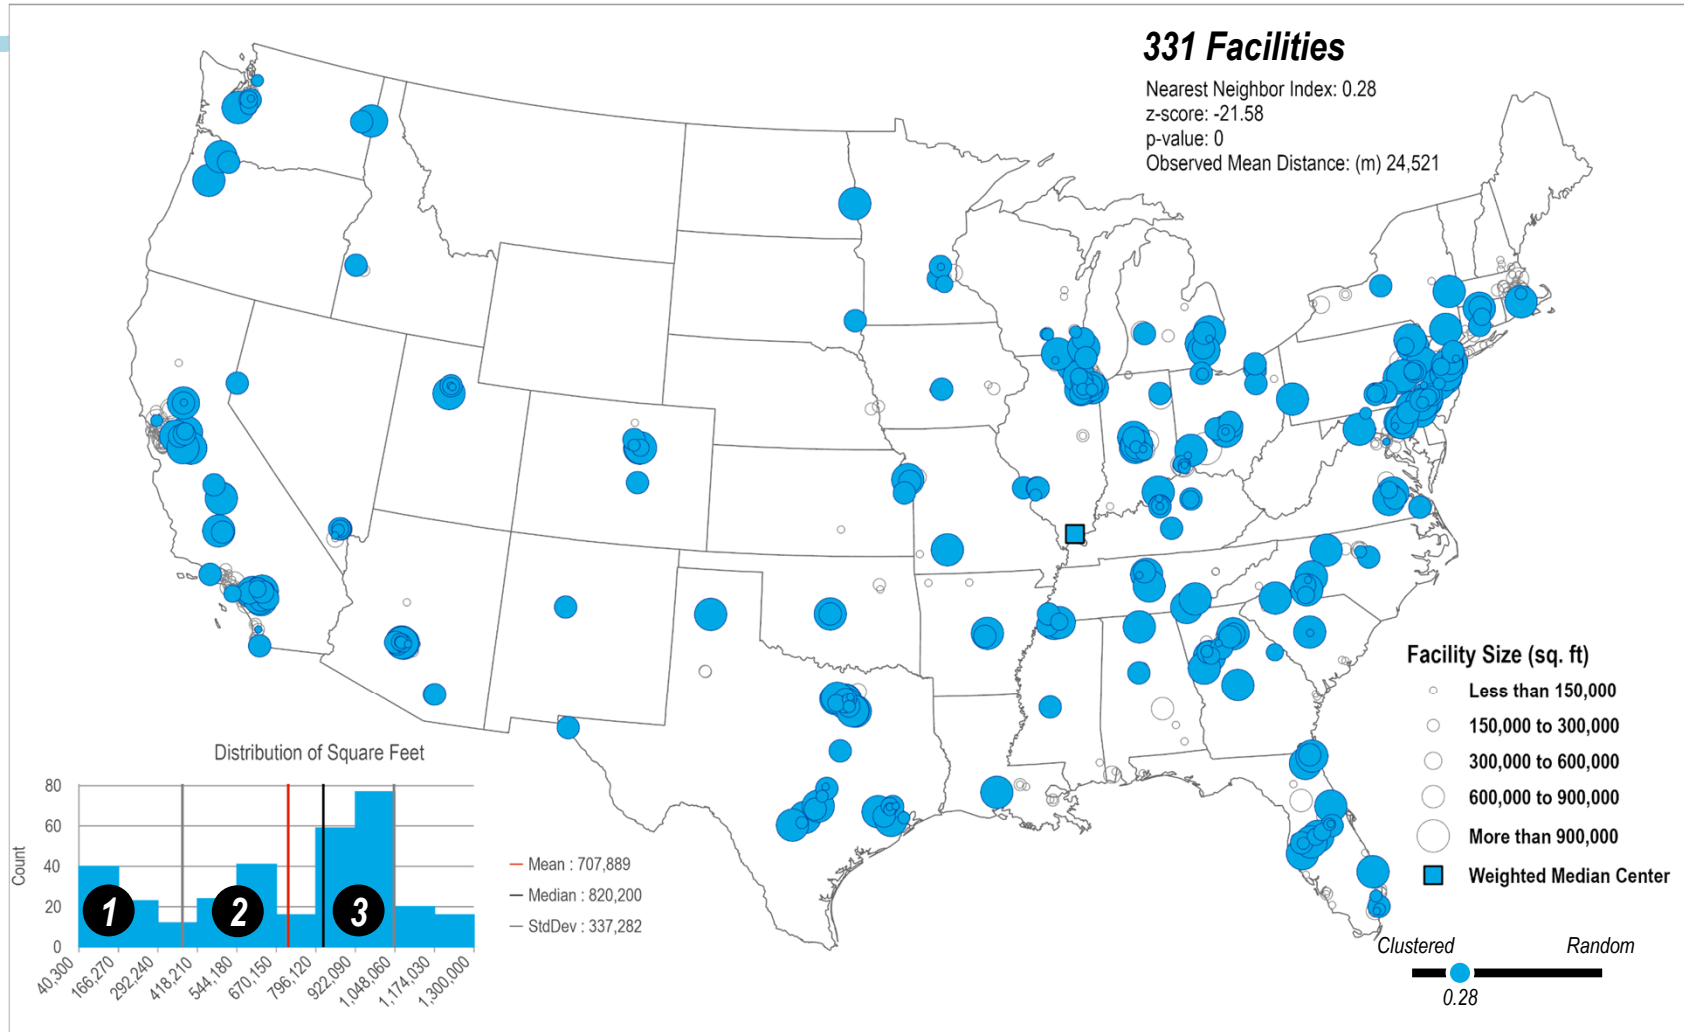 331 Facilities
Nearest Neighbor Index: 0.28
z-score: -21.58
p-value: 0
Observed Mean Distance: (m) 24,521
Facility Size (sq. ft)
Less than 150,000
150,000 to 300,000
300,000 to 600,000
600,000 to 900,000
More than 900,000
Weighted Median Center
Clustered Random
0.28
Distribution of Square Feet
Count
80
60
40
20
0
1 2 3
40,300 166,270 292,240 418,210 544,180 670,150 796,120 922,090 1,048,060 1,174,030 1,300,000
Mean : 707,889
Median : 820,200
StdDev : 337,282